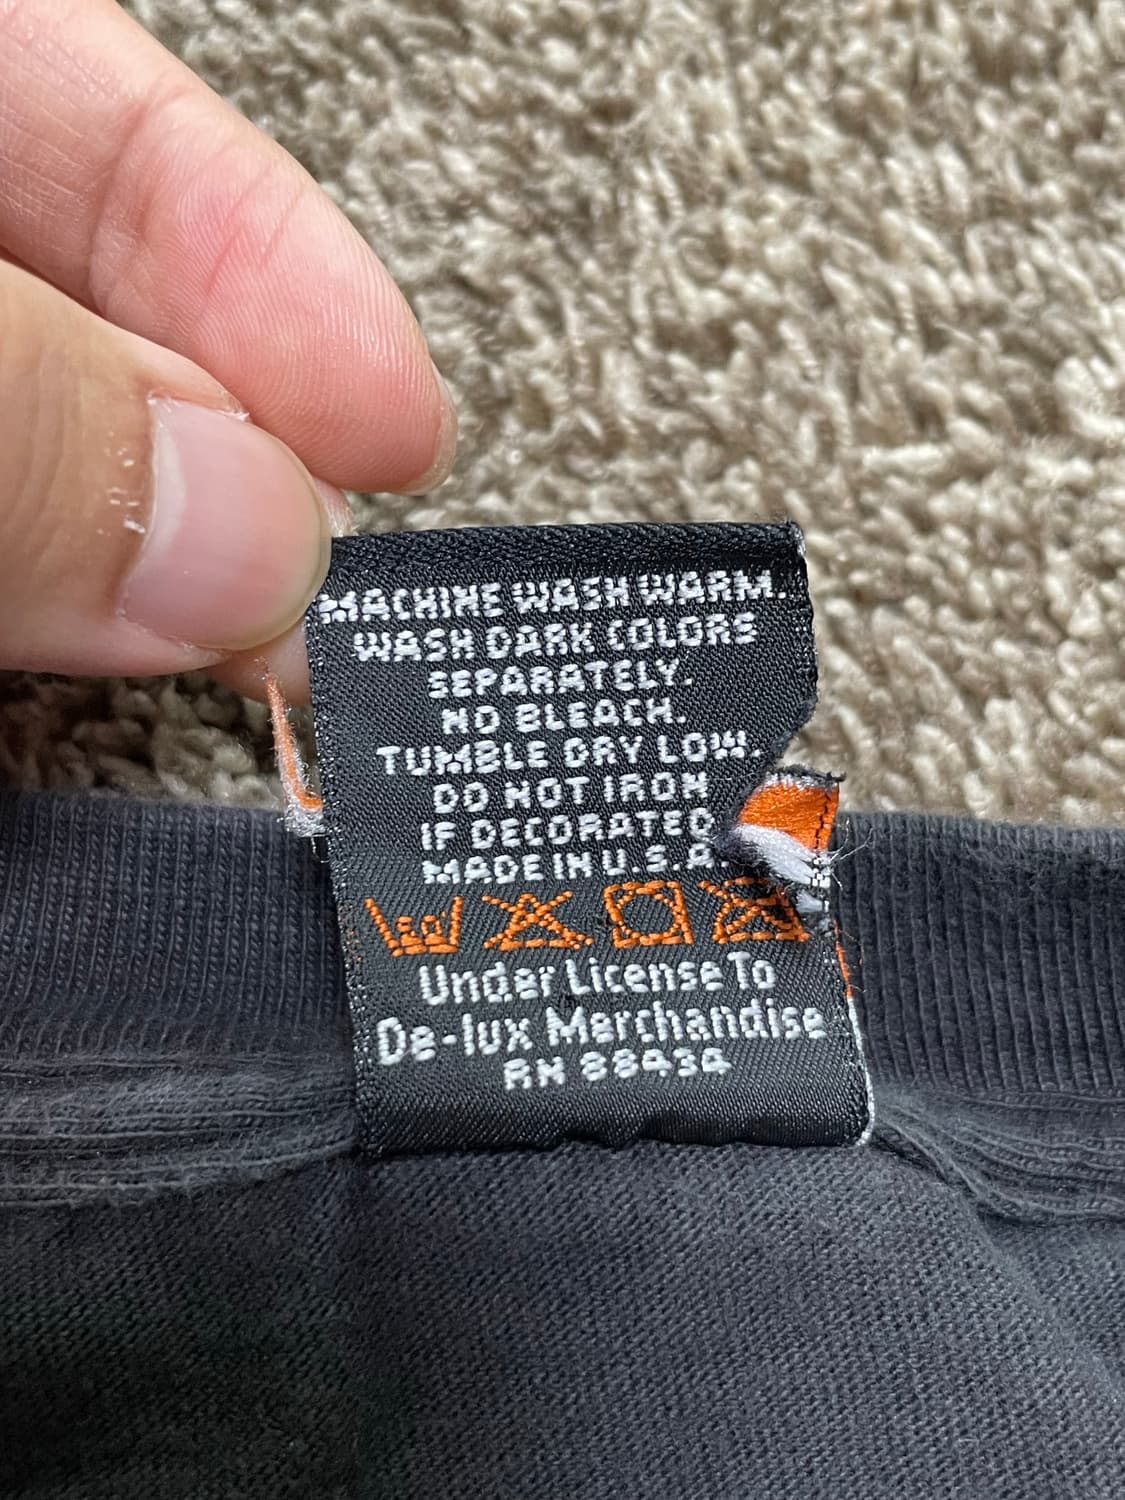 MACHINE WASH WARM.
WASH DARK COLORS
SEPARATELY.
NO BLEACH.
TUMBLE DRY LOW.
DO NOT IRON
IF DECORATED
MADE IN U.S.A.
Under License To
De-lux Merchandise
RN 88434